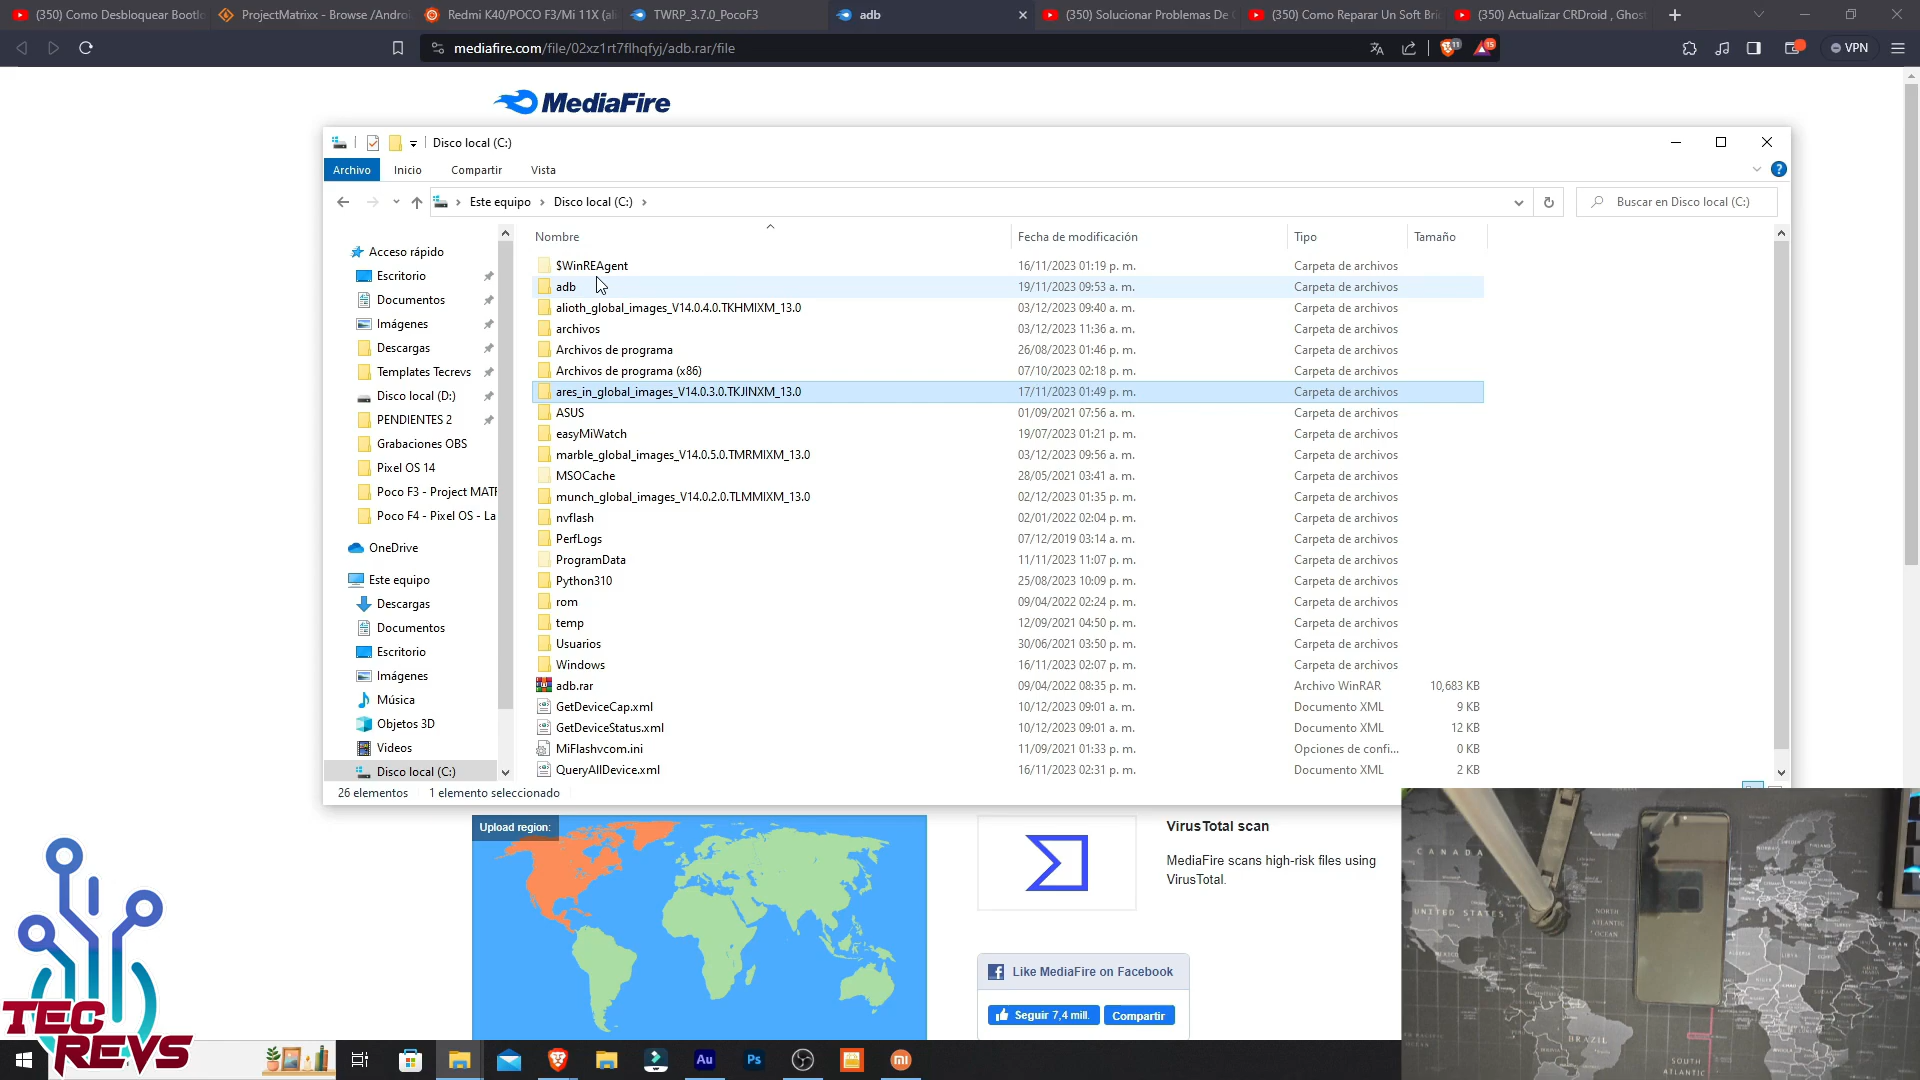 (350) Como Desbloquear Bootl
ProjectMatrixx - Browse /Androi
Redmi K40/POCO F3/Mi 11X (ali
TWRP_3.7.0_PocoF3
adb
(350) Solucionar Problemas De
(350) Como Reparar Un Soft Bri
(350) Actualizar CRDroid , Ghost
mediafire.com/file/02xz1rt7flhqfyj/adb.rar/file
11
15
VPN
MediaFire
Disco local (C:)
Archivo
Inicio
Compartir
Vista
Este equipo
Disco local (C:)
Buscar en Disco local (C:)
Nombre
Fecha de modificación
Tipo
Tamaño
Acceso rápido
Escritorio
Documentos
Imágenes
Descargas
Templates Tecrevs
Disco local (D:)
PENDIENTES 2
Grabaciones OBS
Pixel OS 14
Poco F3 - Project MATR
Poco F4 - Pixel OS - La
OneDrive
Este equipo
Descargas
Documentos
Escritorio
Imágenes
Música
Objetos 3D
Videos
Disco local (C:)
$WinREAgent 16/11/2023 01:19 p. m. Carpeta de archivos
adb 19/11/2023 09:53 a. m. Carpeta de archivos
alioth_global_images_V14.0.4.0.TKHMIXM_13.0 03/12/2023 09:40 a. m. Carpeta de archivos
archivos 03/12/2023 11:36 a. m. Carpeta de archivos
Archivos de programa 26/08/2023 01:46 p. m. Carpeta de archivos
Archivos de programa (x86) 07/10/2023 02:18 p. m. Carpeta de archivos
ares_in_global_images_V14.0.3.0.TKJINXM_13.0 17/11/2023 01:49 p. m. Carpeta de archivos
ASUS 01/09/2021 07:56 a. m. Carpeta de archivos
easyMiWatch 19/07/2023 01:21 p. m. Carpeta de archivos
marble_global_images_V14.0.5.0.TMRMIXM_13.0 03/12/2023 09:56 a. m. Carpeta de archivos
MSOCache 28/05/2021 03:41 a. m. Carpeta de archivos
munch_global_images_V14.0.2.0.TLMMIXM_13.0 02/12/2023 01:35 p. m. Carpeta de archivos
nvflash 02/01/2022 02:04 p. m. Carpeta de archivos
PerfLogs 07/12/2019 03:14 a. m. Carpeta de archivos
ProgramData 11/11/2023 11:07 p. m. Carpeta de archivos
Python310 25/08/2023 10:09 p. m. Carpeta de archivos
rom 09/04/2022 02:24 p. m. Carpeta de archivos
temp 12/09/2021 04:50 p. m. Carpeta de archivos
Usuarios 30/06/2021 03:50 p. m. Carpeta de archivos
Windows 16/11/2023 02:07 p. m. Carpeta de archivos
adb.rar 09/04/2022 08:35 p. m. Archivo WinRAR 10,683 KB
GetDeviceCap.xml 10/12/2023 09:01 a. m. Documento XML 9 KB
GetDeviceStatus.xml 10/12/2023 09:01 a. m. Documento XML 12 KB
MiFlashvcom.ini 11/09/2021 01:33 p. m. Opciones de confi... 0 KB
QueryAllDevice.xml 16/11/2023 02:31 p. m. Documento XML 2 KB
26 elementos
1 elemento seleccionado
Upload region:
VirusTotal scan
MediaFire scans high-risk files using
VirusTotal.
Like MediaFire on Facebook
Seguir 7,4 mill.
Compartir
TEC
REVS
Au
Ps
CANADA
UNITED STATES
NORTH
ATLANTIC
OCEAN
BRAZIL
SOUTH
ATLANTIC